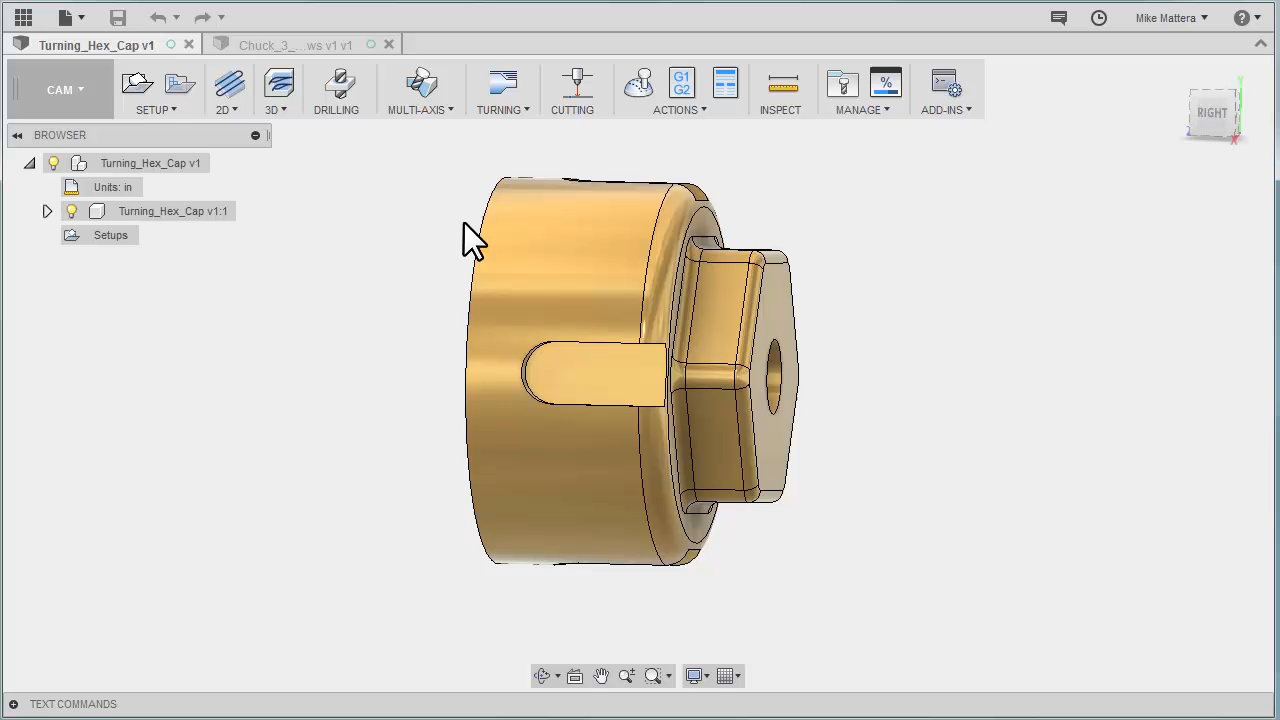 Mike Mattera
?
Turning_Hex_Cap v1
Chuck_3_...ws v1 v1
CAM
G1
G2
%
SETUP
2D
3D
DRILLING
MULTI-AXIS
TURNING
CUTTING
ACTIONS
INSPECT
MANAGE
ADD-INS
BROWSER
Turning_Hex_Cap v1
Units: in
Turning_Hex_Cap v1:1
Setups
Y
RIGHT
Z
X
TEXT COMMANDS